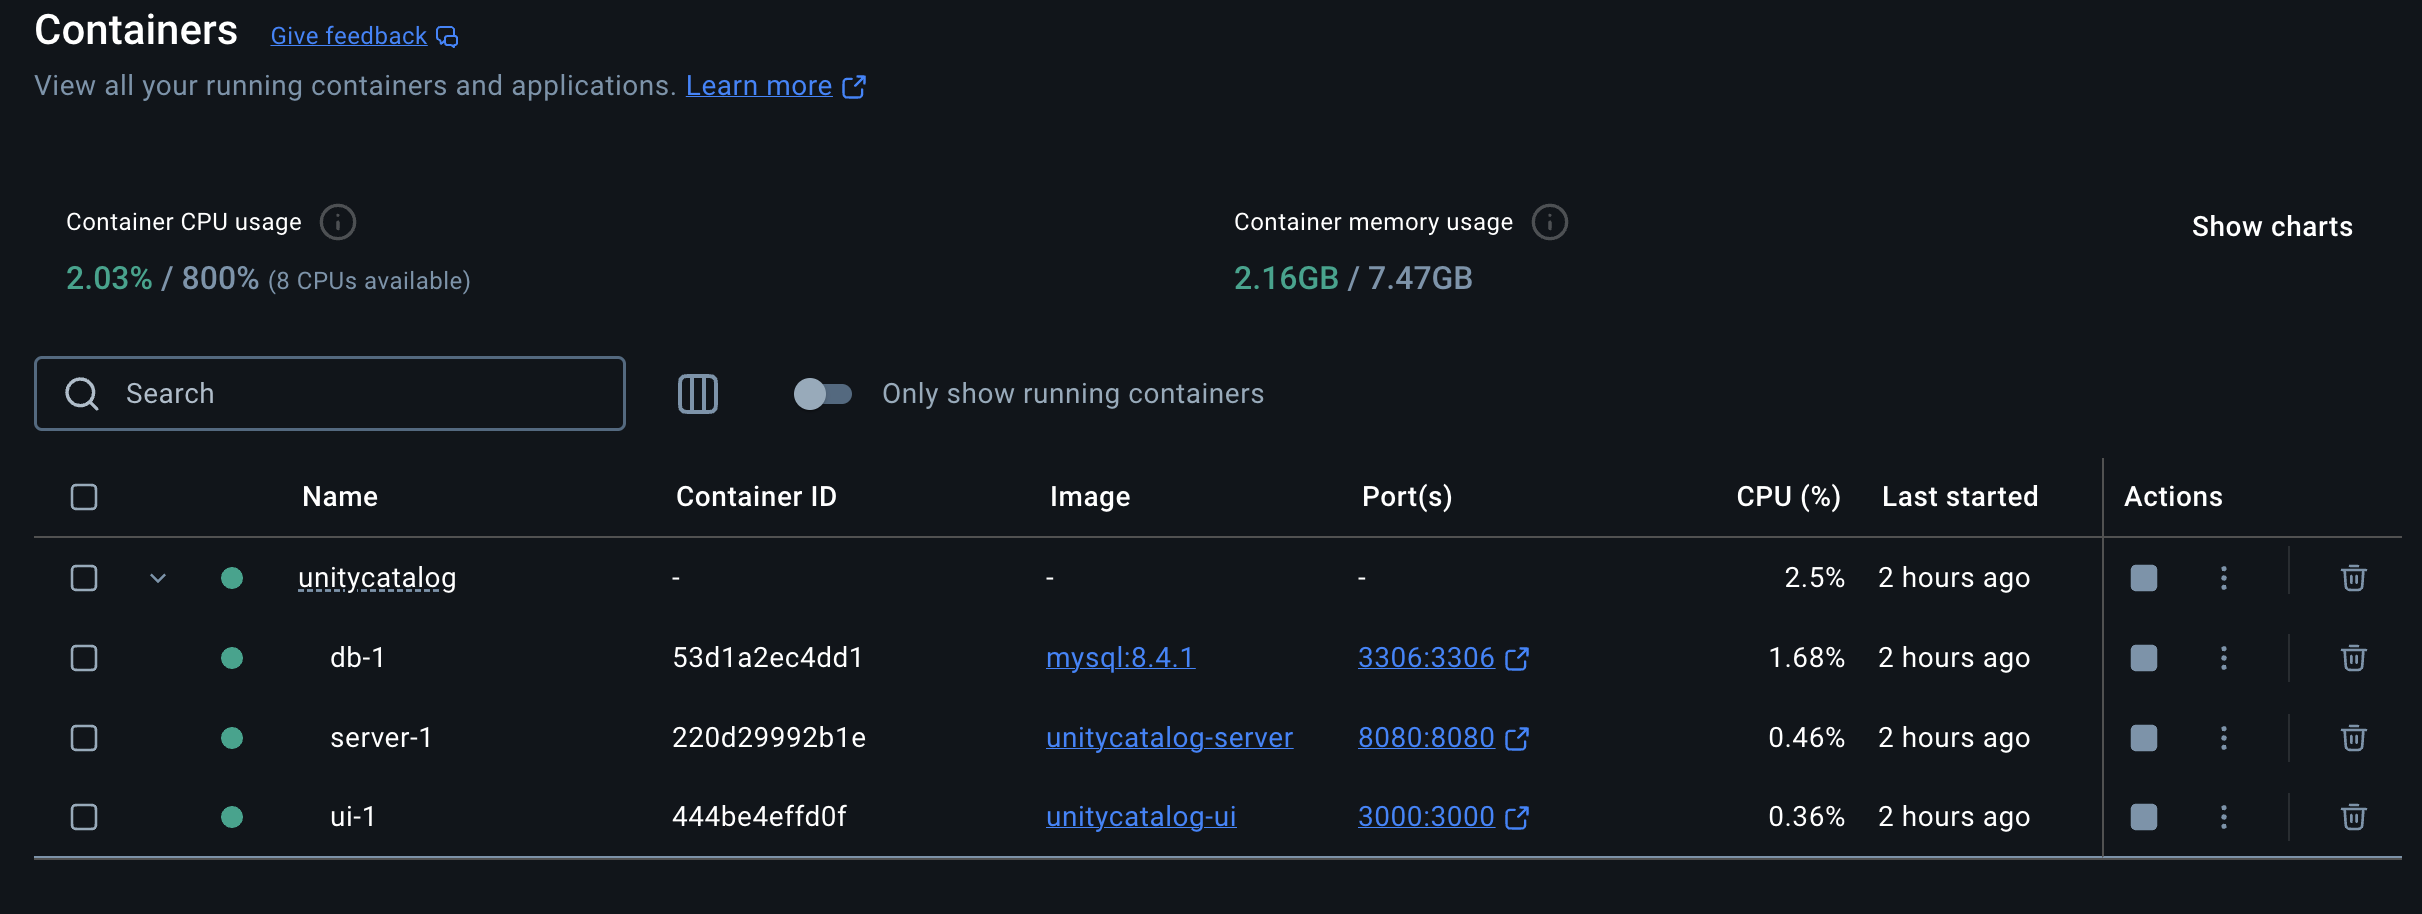 Containers Give feedback
View all your running containers and applications. Learn more
Container CPU usage Container memory usage Show charts
2.03% / 800% (8 CPUs available) 2.16GB / 7.47GB
Search Only show running containers
Name Container ID Image Port(s) CPU (%) Last started Actions
unitycatalog - - - 2.5% 2 hours ago
db-1 53d1a2ec4dd1 mysql:8.4.1 3306:3306 1.68% 2 hours ago
server-1 220d29992b1e unitycatalog-server 8080:8080 0.46% 2 hours ago
ui-1 444be4effd0f unitycatalog-ui 3000:3000 0.36% 2 hours ago